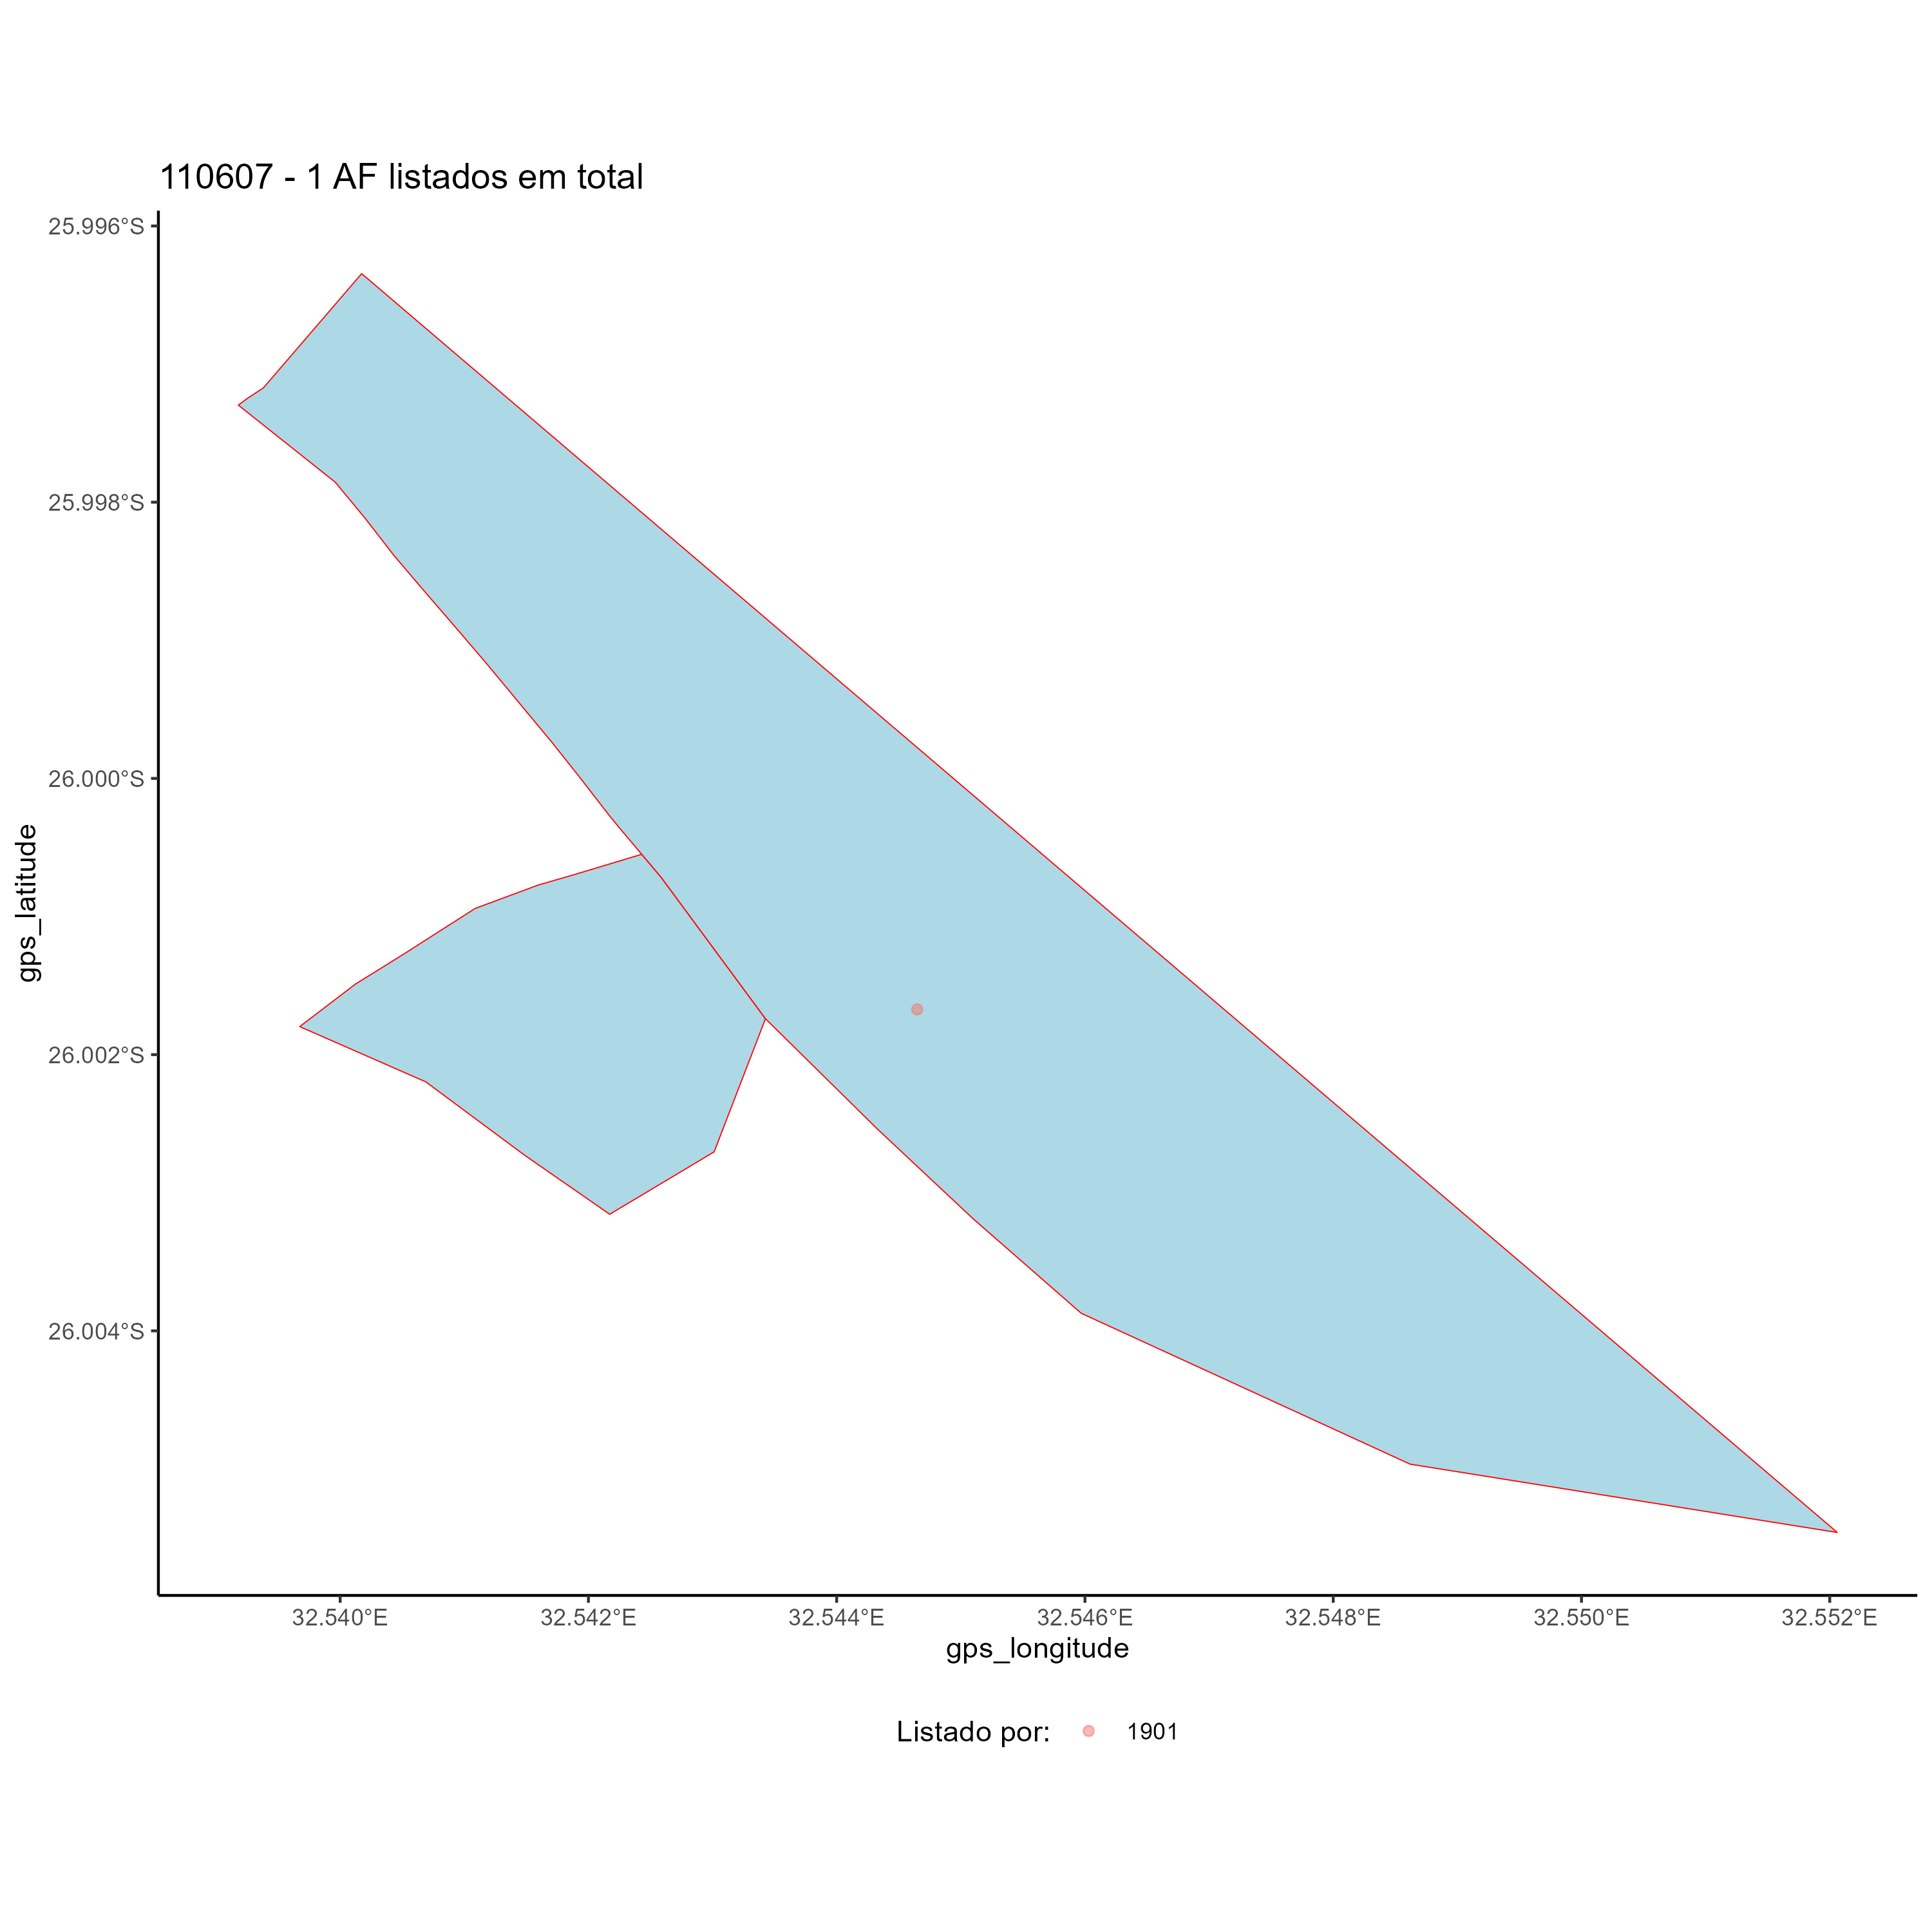 110607 - 1 AF listados em total
25.996°S
25.998°S
26.000°S
26.002°S
26.004°S
gps_latitude
32.540°E 32.542°E 32.544°E 32.546°E 32.548°E 32.550°E 32.552°E
gps_longitude
Listado por: 1901